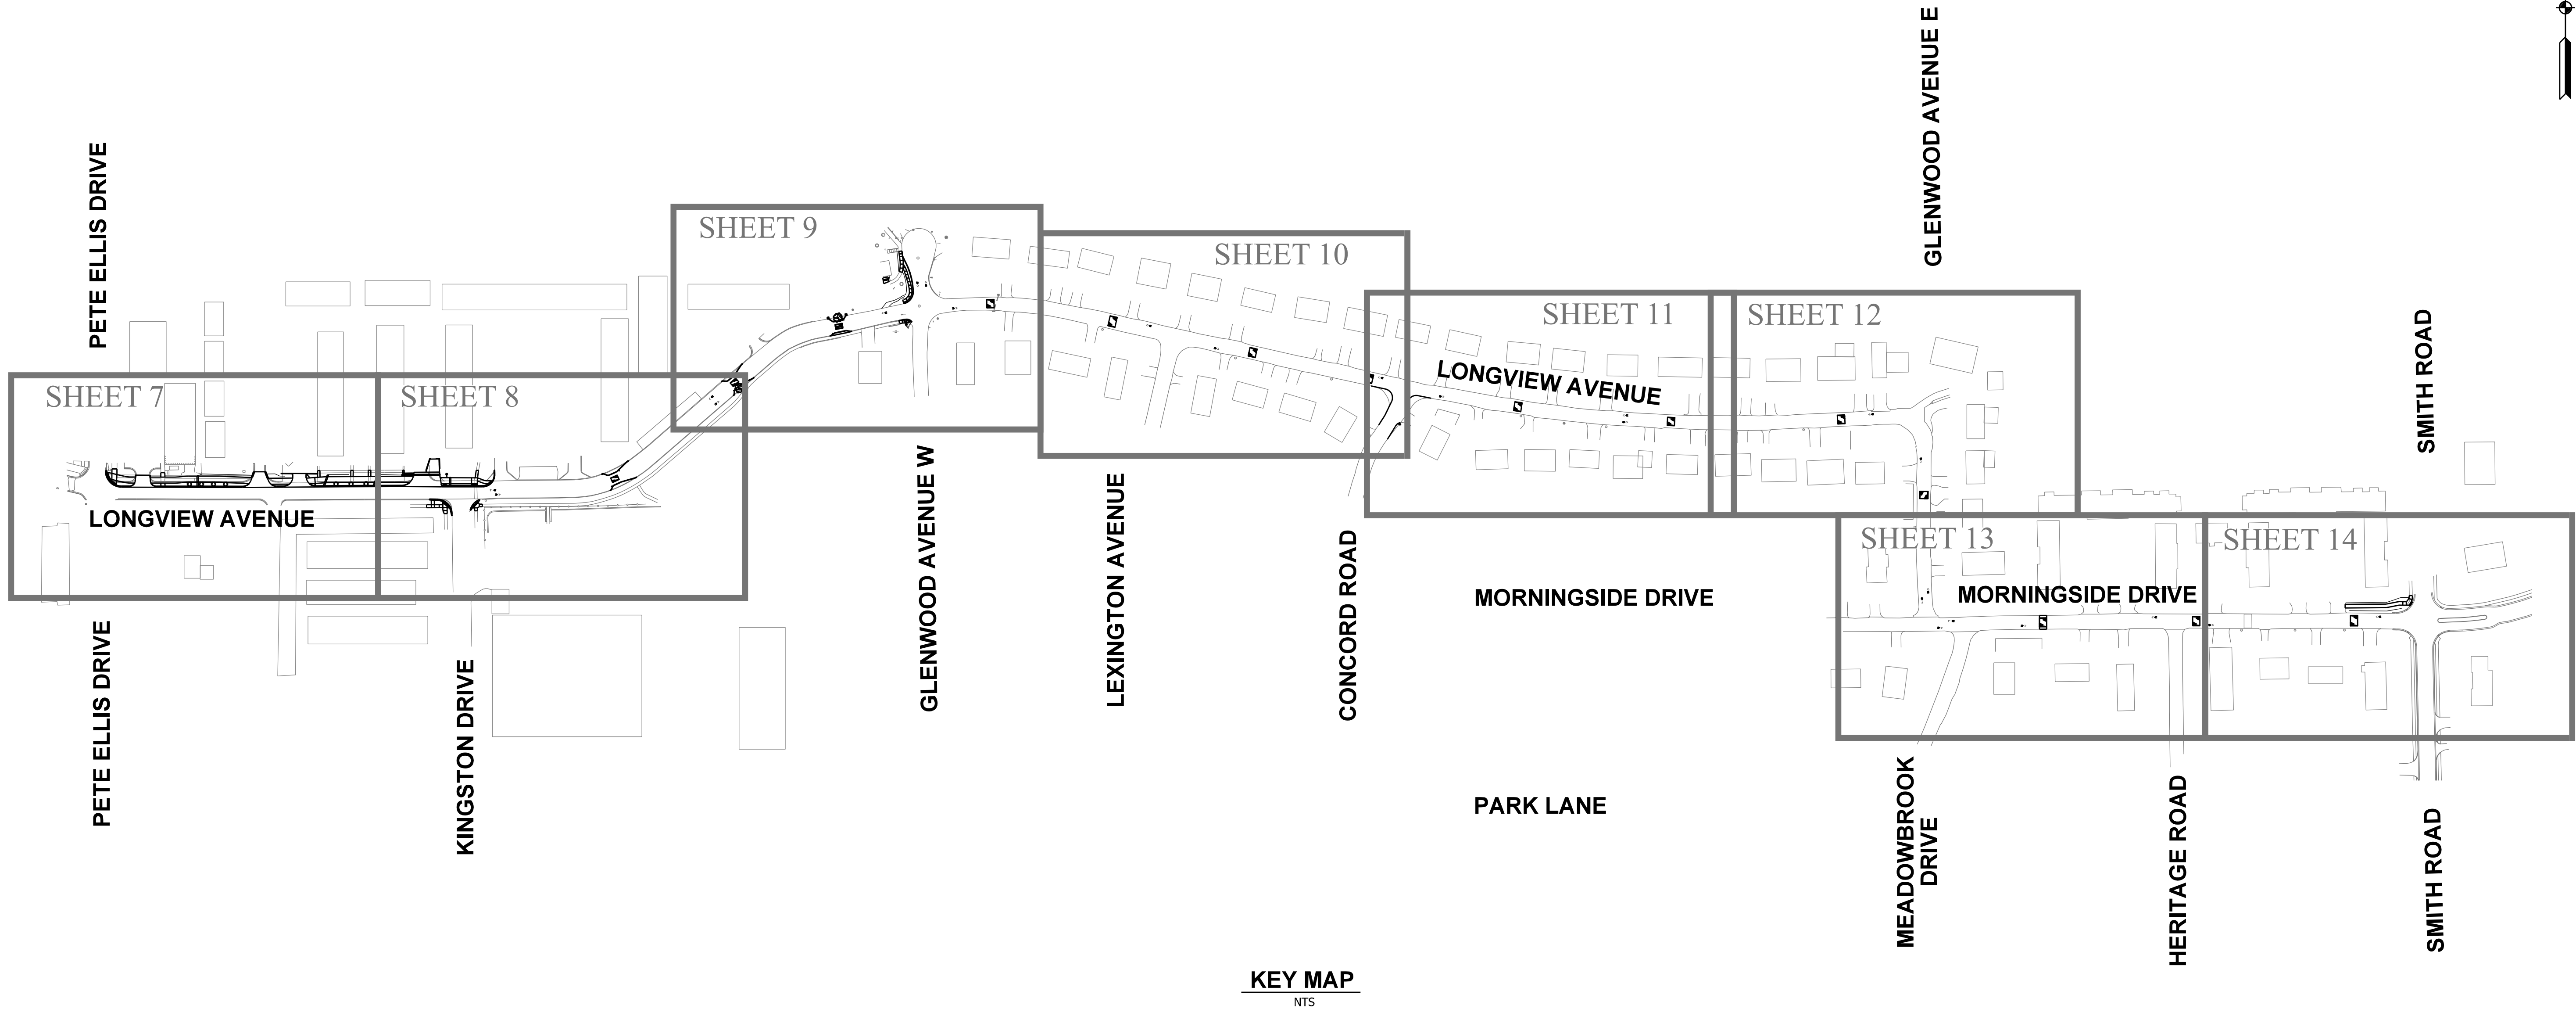 GLENWOOD AVENUE E
PETE ELLIS DRIVE
SHEET 9
SHEET 10
SHEET 11
SHEET 12
SMITH ROAD
LONGVIEW AVENUE
SHEET 7
SHEET 8
LONGVIEW AVENUE
GLENWOOD AVENUE W
LEXINGTON AVENUE
CONCORD ROAD
MORNINGSIDE DRIVE
SHEET 13
MORNINGSIDE DRIVE
SHEET 14
PETE ELLIS DRIVE
KINGSTON DRIVE
PARK LANE
MEADOWBROOK
DRIVE
HERITAGE ROAD
SMITH ROAD
KEY MAP
NTS